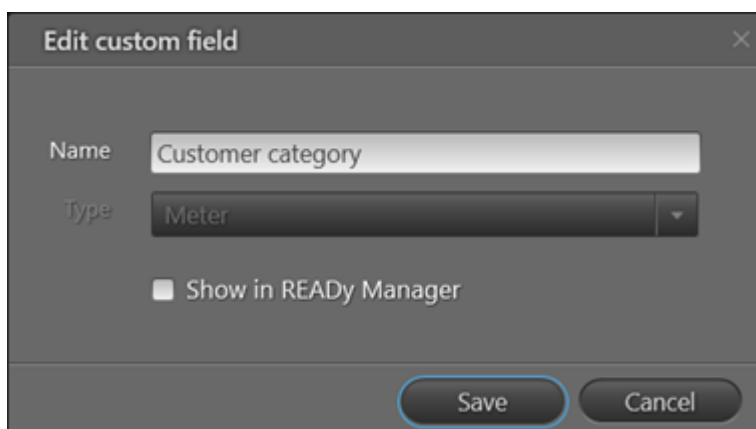 Edit custom field
Name Customer category
Type Meter
Show in READy Manager
Save Cancel